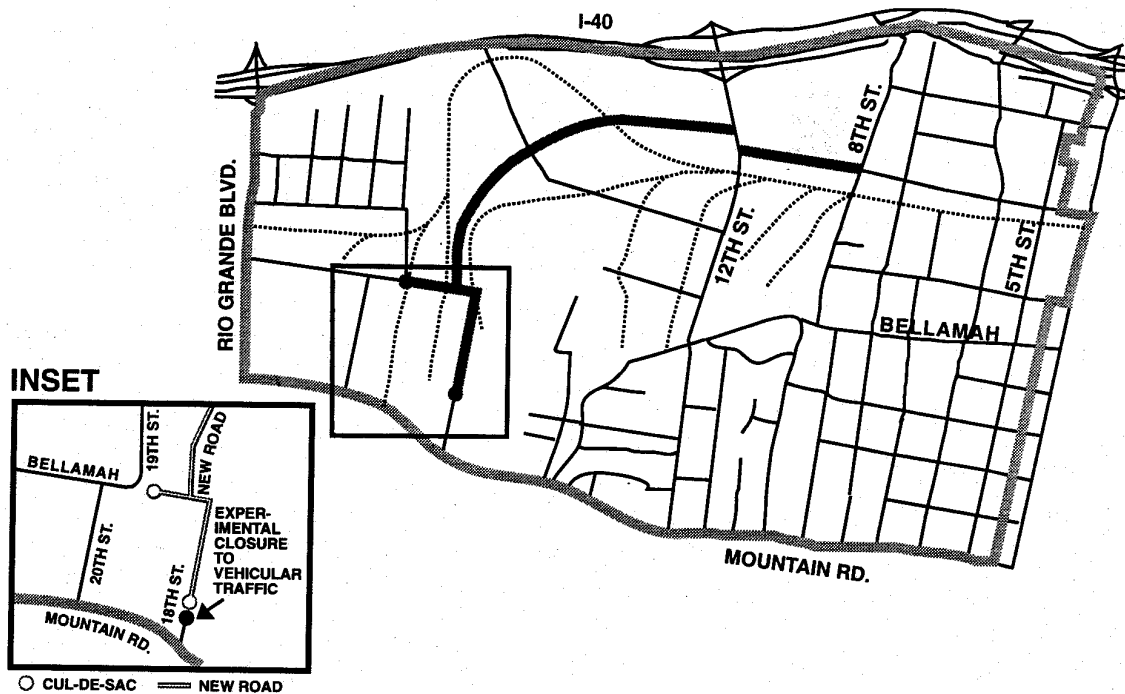 I-40
8TH ST.
RIO GRANDE BLVD.
12TH ST.
5TH ST.
BELLAMAH
MOUNTAIN RD.
INSET
19TH ST.
NEW ROAD
BELLAMAH
20TH ST.
EXPER-
IMENTAL
CLOSURE
TO
VEHICULAR
TRAFFIC
18TH ST.
MOUNTAIN RD.
CUL-DE-SAC
NEW ROAD